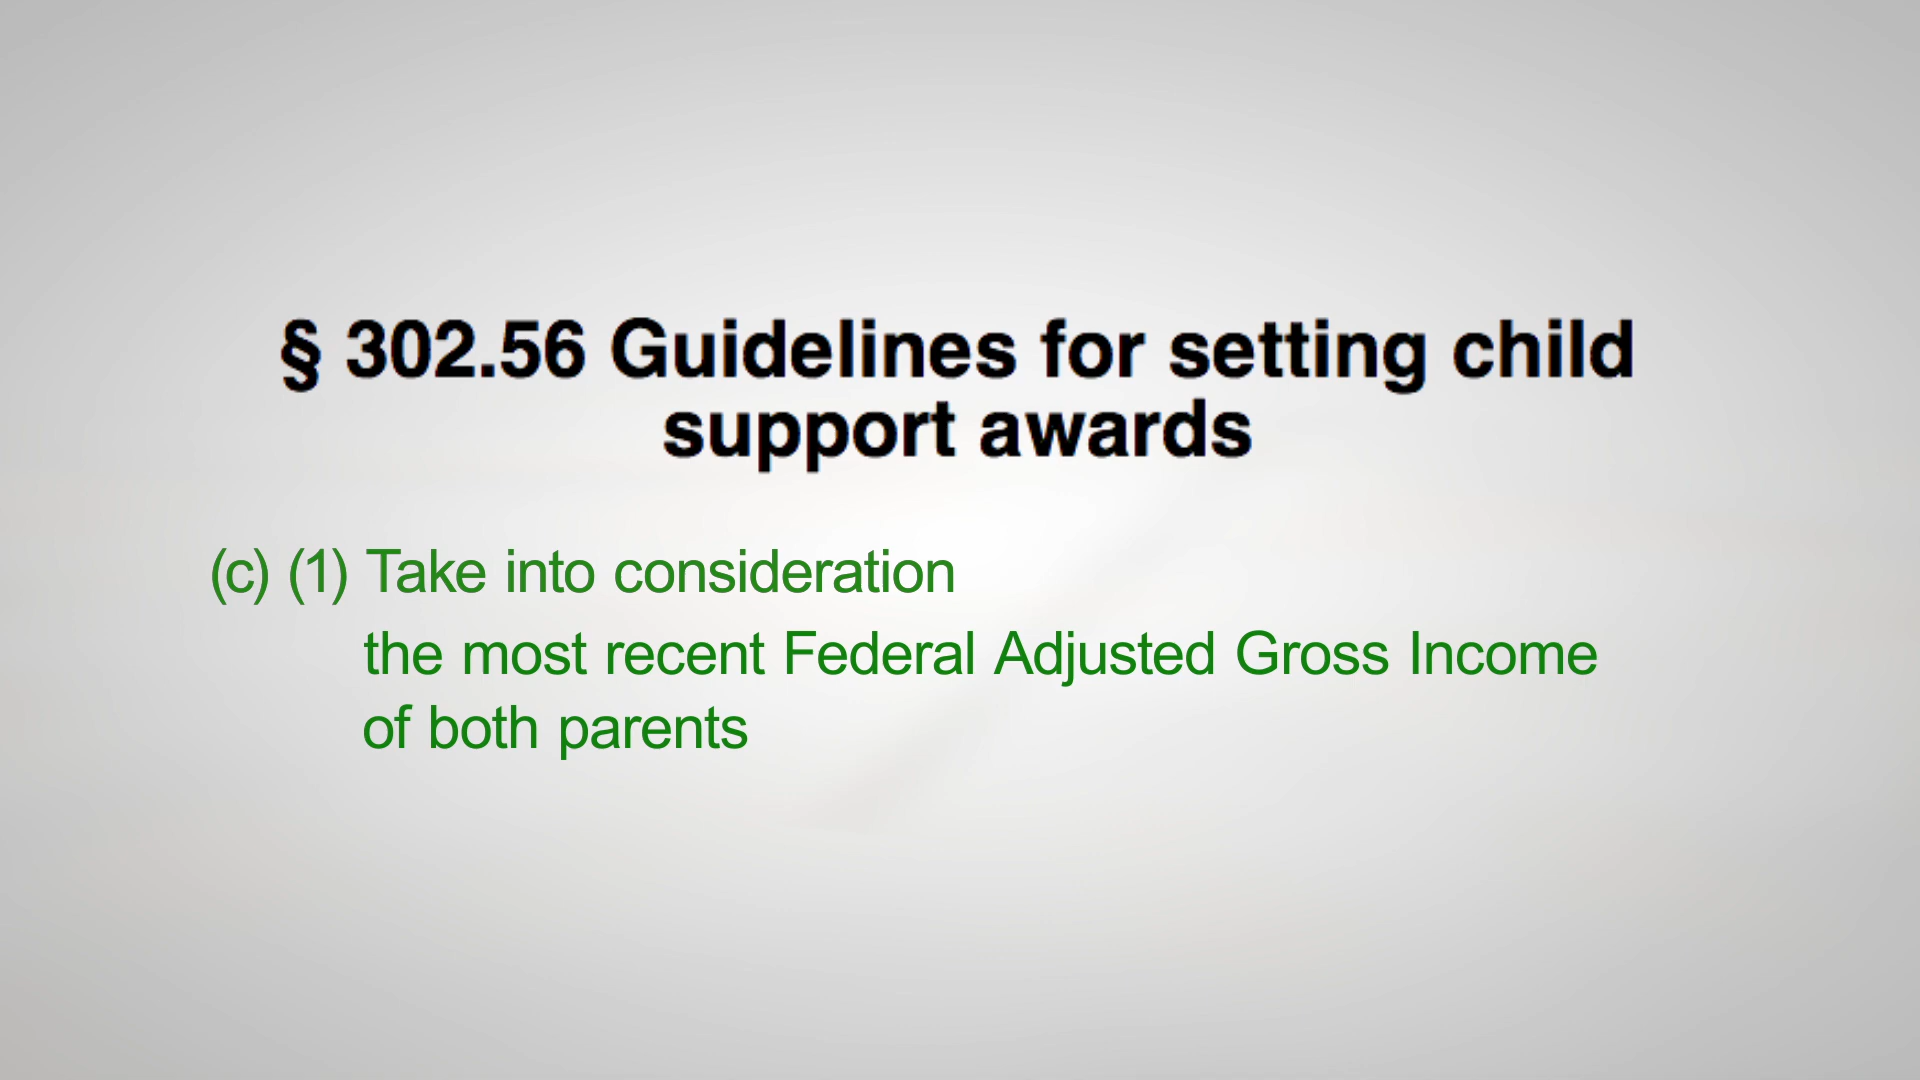 § 302.56 Guidelines for setting child
support awards
(c) (1) Take into consideration
the most recent Federal Adjusted Gross Income
of both parents